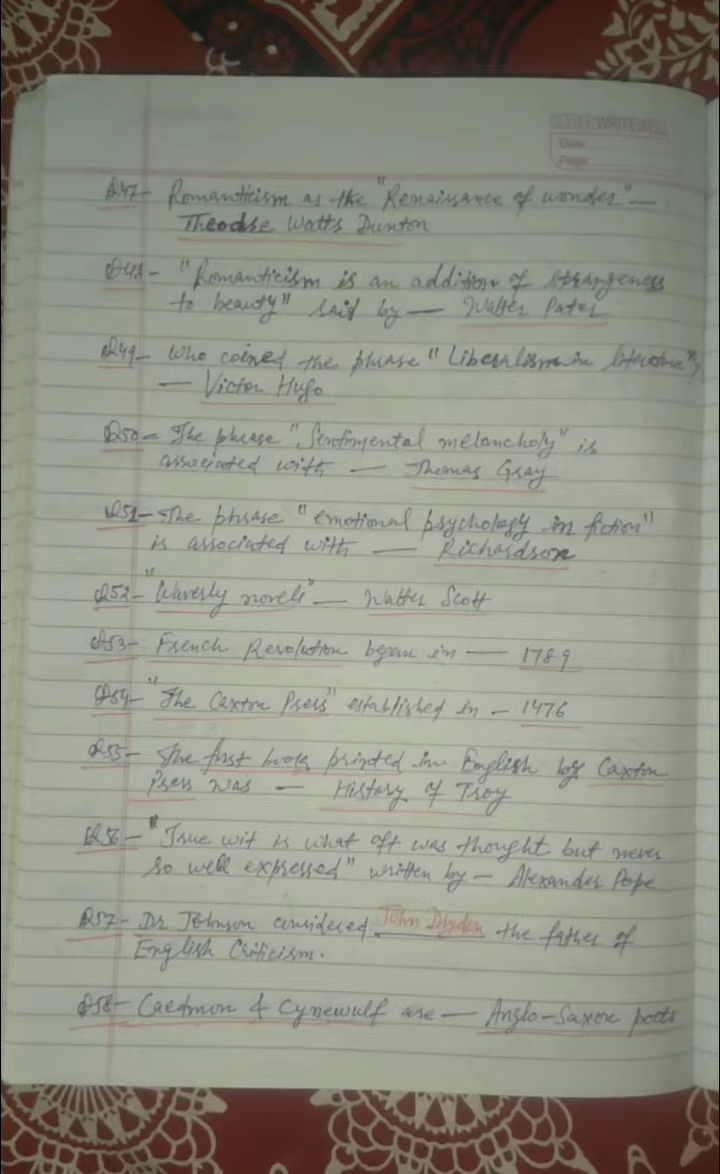 WRITEWELL
Date
Page
Q47- Romanticism as the "Renaissance of wonder" —
Theodse Watts Dunton
Q48- "Romanticism is an addition of strangeness
to beauty" said by — Walter Pater
Q49- Who coined the phrase "Liberalism in literature"?
— Victor Hugo
Q50- The phrase "Sentimental melancholy" is
associated with — Thomas Gray
Q51- The phrase "emotional psychology in fiction"
is associated with — Richardson
Q52- "Waverly novels" — Walter Scott
Q53- French Revolution began in — 1789
Q54- "The Caxton Press" established in - 1476
Q55- The first book printed in English by Caxton
Press was — History of Troy
Q56- "True wit is what oft was thought but never
so well expressed" written by - Alexander Pope
Q57- Dr Johnson considered John Dryden the father of
English Criticism.
Q58- Caedmon & Cynewulf are — Anglo-Saxon poets